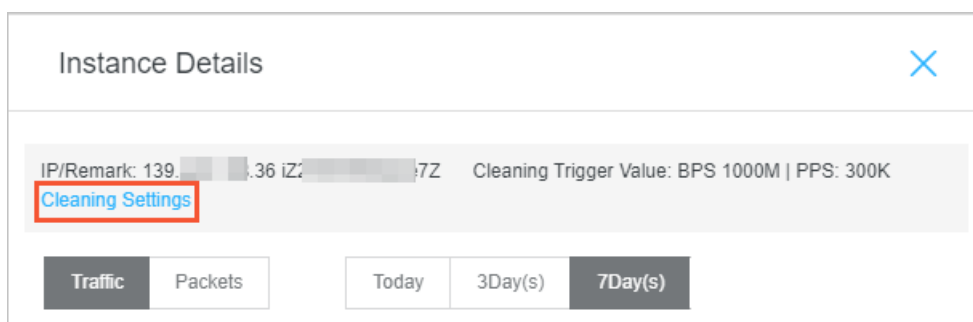 Instance Details
IP/Remark: 139. .36 iZ2 7Z Cleaning Trigger Value: BPS 1000M | PPS: 300K
Cleaning Settings
Traffic Packets Today 3Day(s) 7Day(s)